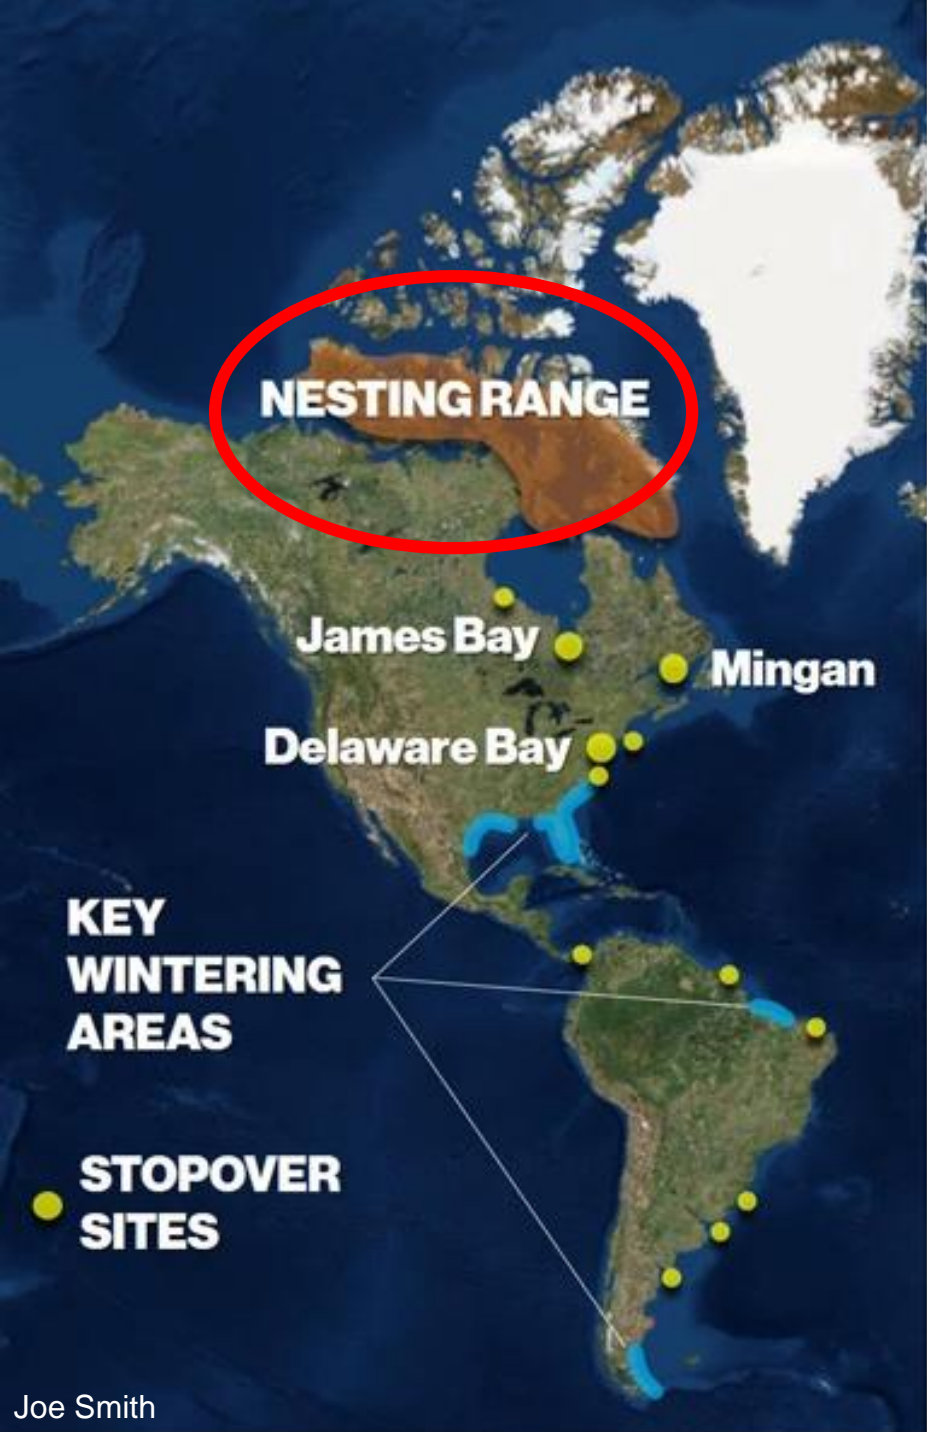 NESTING RANGE
James Bay
Mingan
Delaware Bay
KEY
WINTERING
AREAS
STOPOVER
SITES
Joe Smith